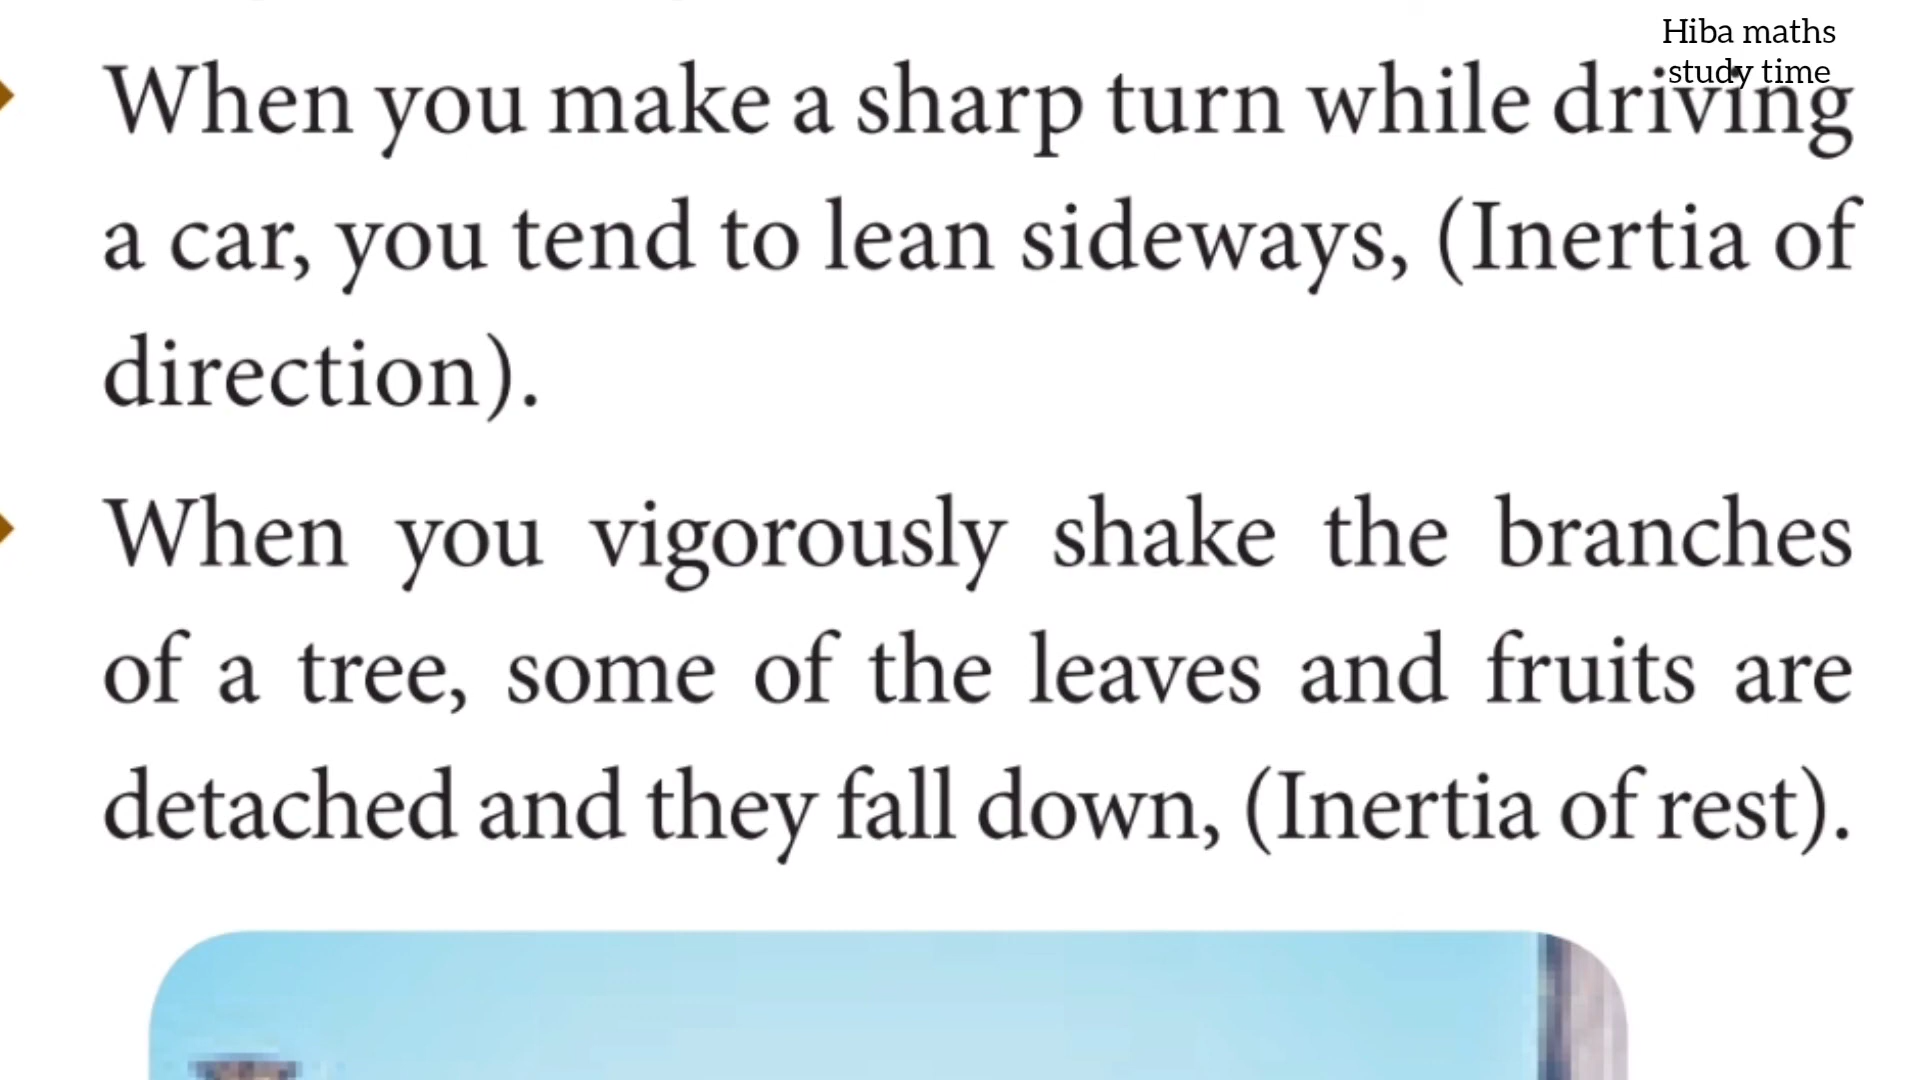 Hiba maths
study time
When you make a sharp turn while driving
a car, you tend to lean sideways, (Inertia of
direction).
When you vigorously shake the branches
of a tree, some of the leaves and fruits are
detached and they fall down, (Inertia of rest).